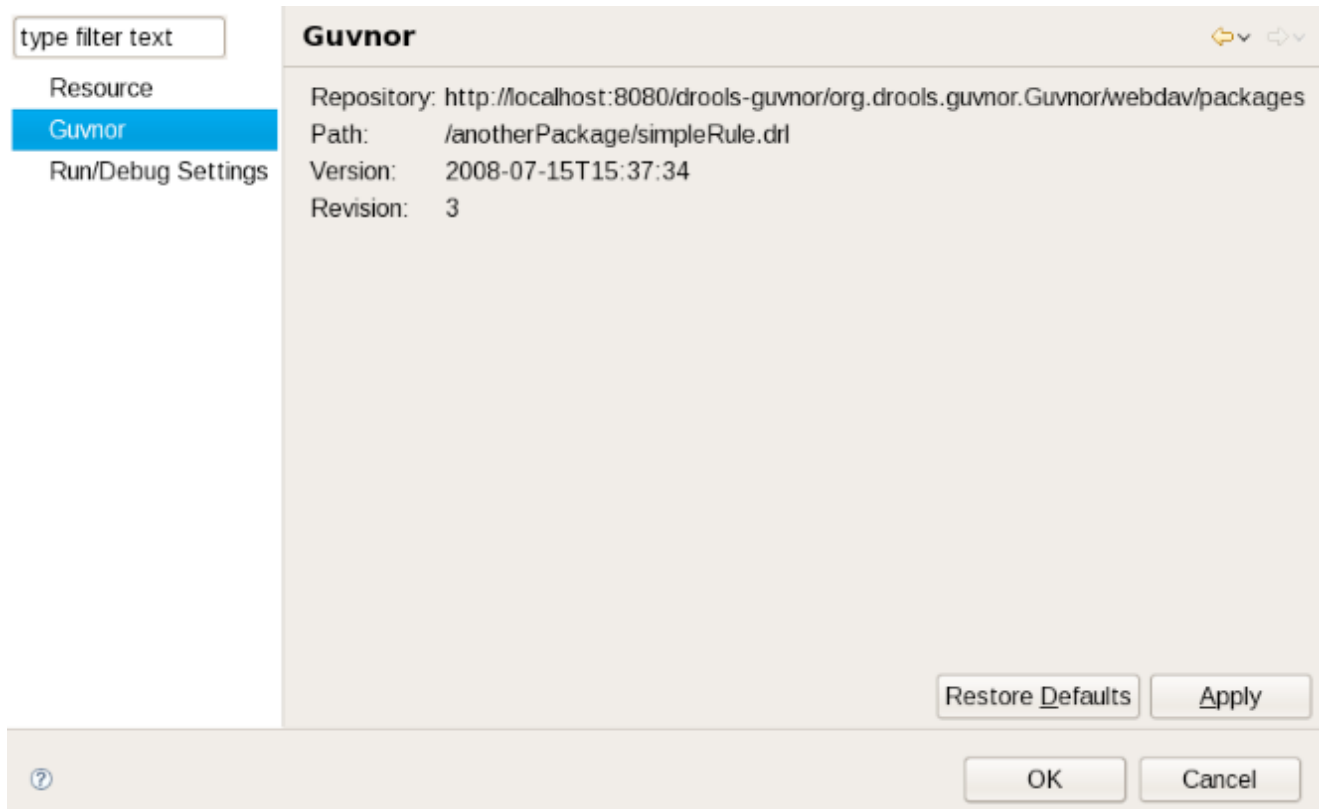 type filter text
Resource
Guvnor
Run/Debug Settings
Guvnor
Repository: http://localhost:8080/drools-guvnor/org.drools.guvnor.Guvnor/webdav/packages
Path: /anotherPackage/simpleRule.drl
Version: 2008-07-15T15:37:34
Revision: 3
Restore Defaults Apply
? OK Cancel